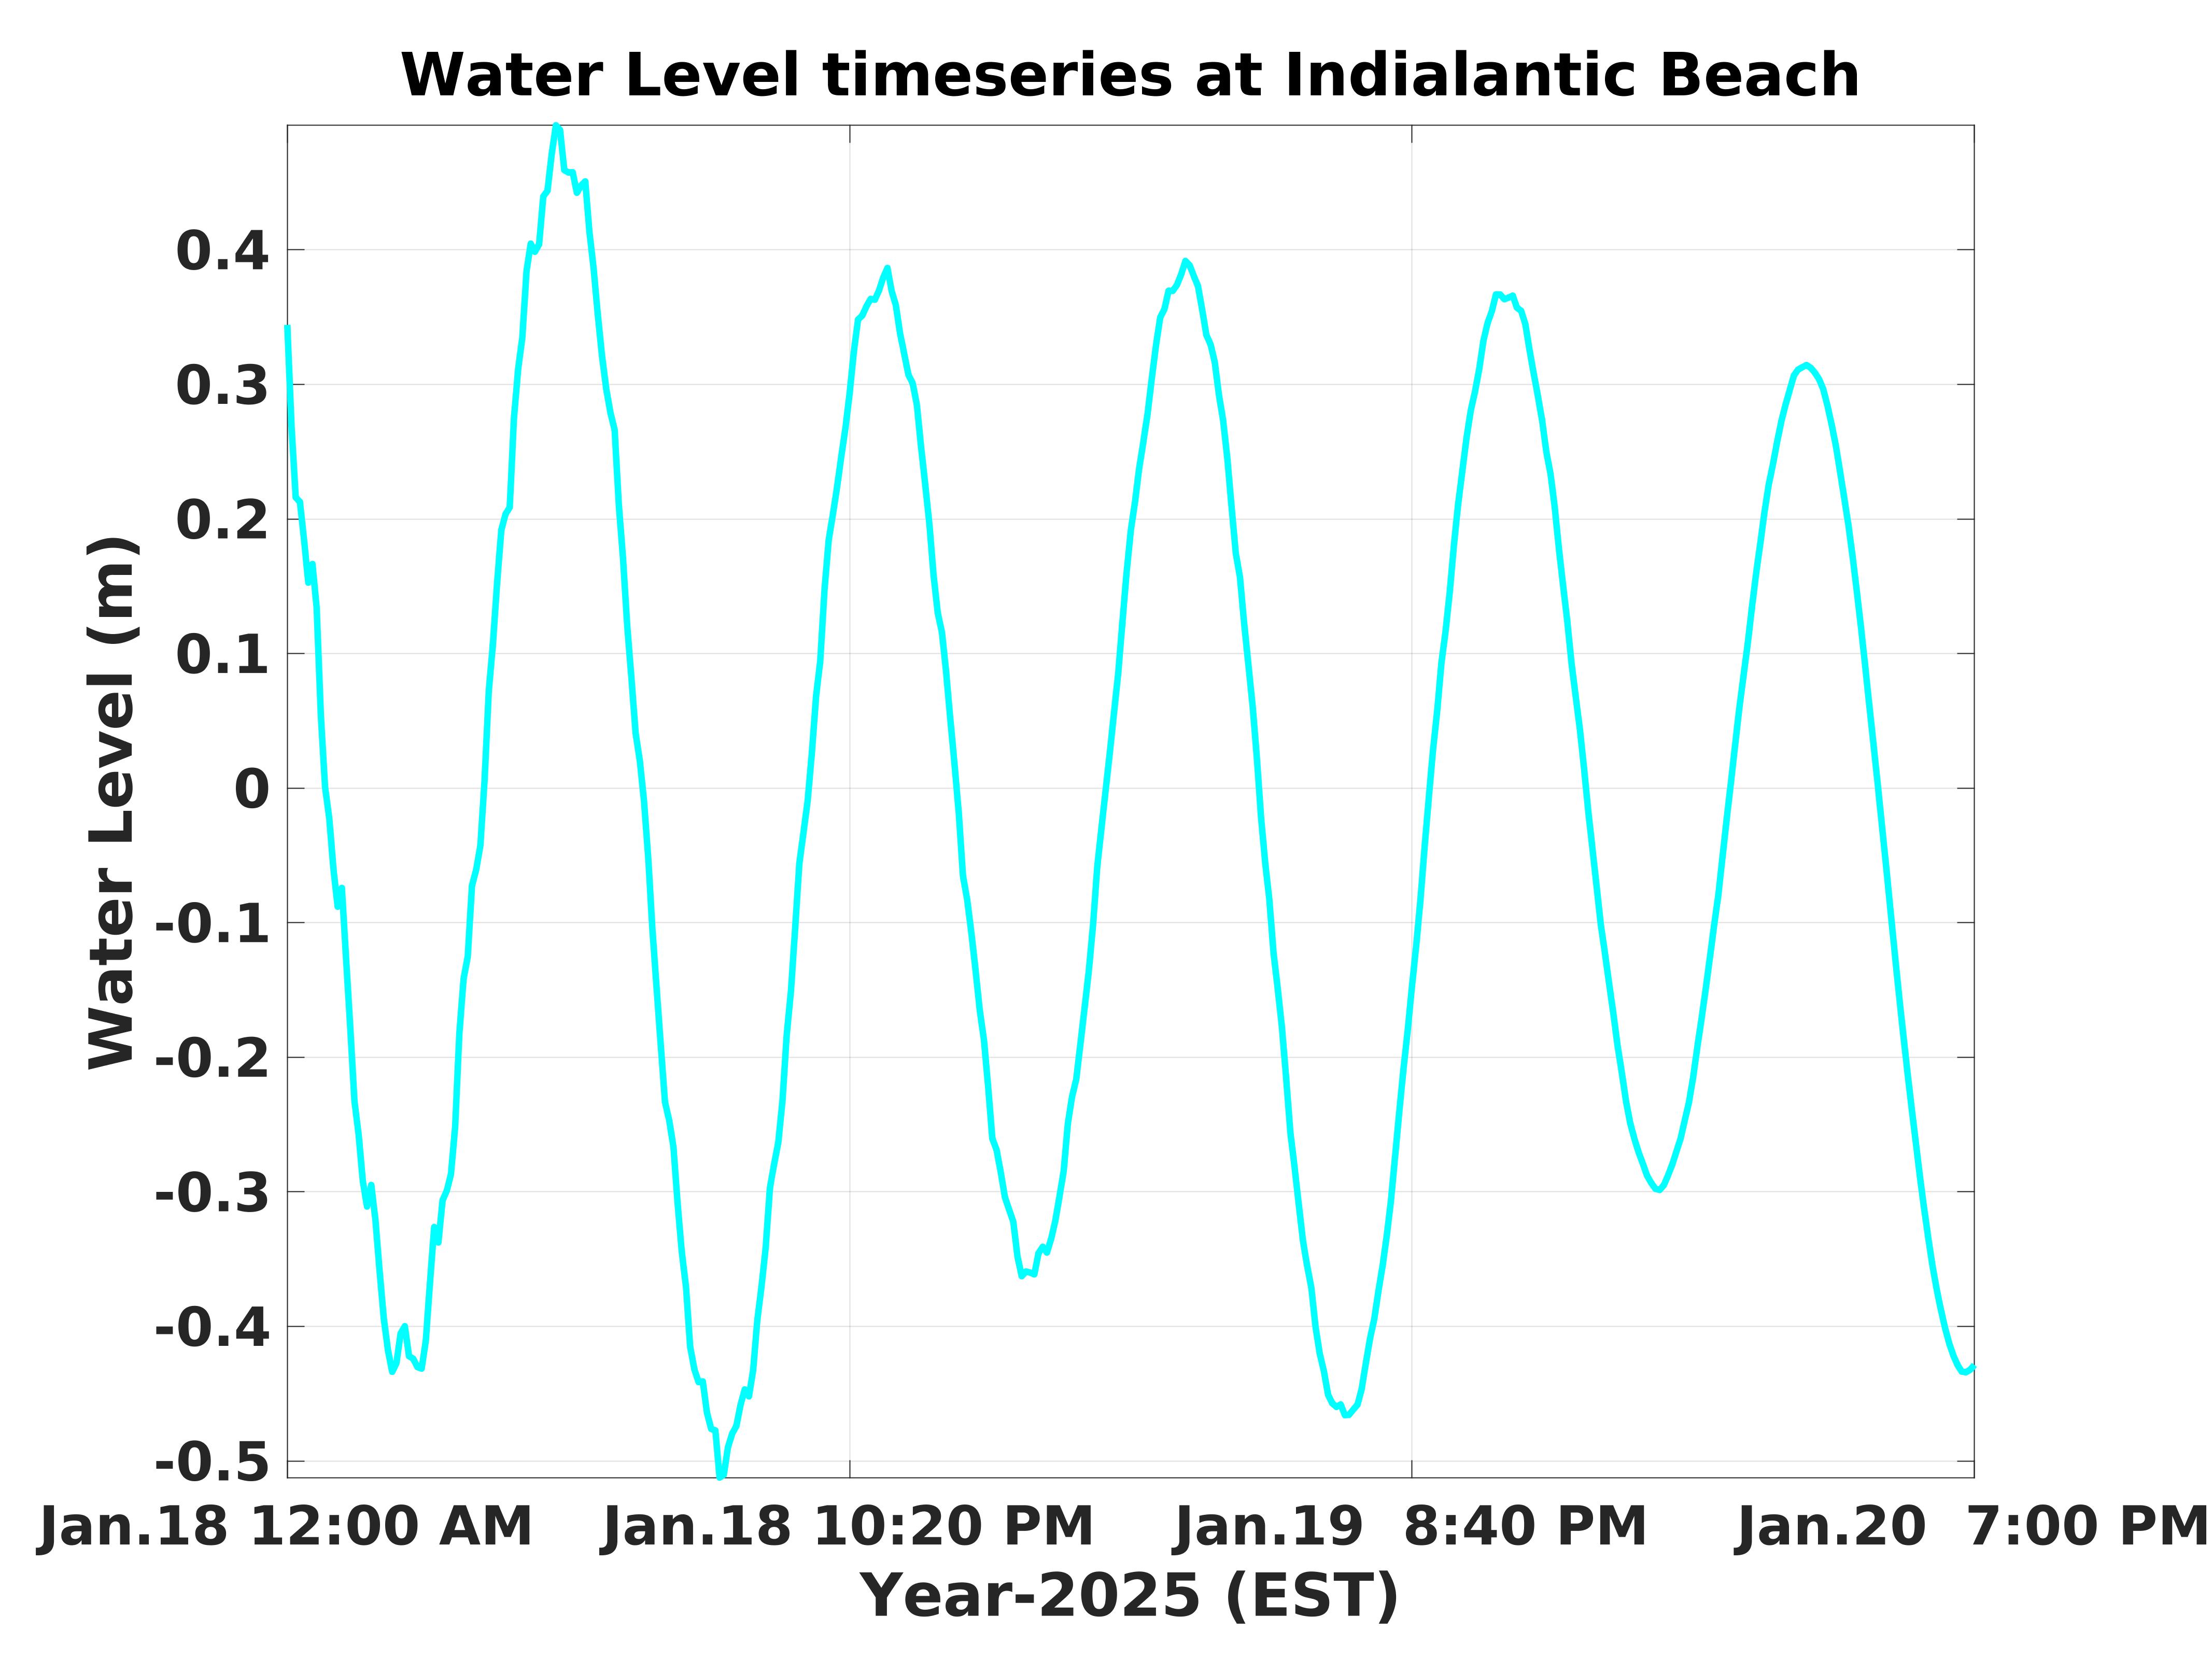 Water Level timeseries at Indialantic Beach
Water Level (m)
0.4
0.3
0.2
0.1
0
-0.1
-0.2
-0.3
-0.4
-0.5
Jan.18 12:00 AM
Jan.18 10:20 PM
Jan.19 8:40 PM
Jan.20 7:00 PM
Year-2025 (EST)